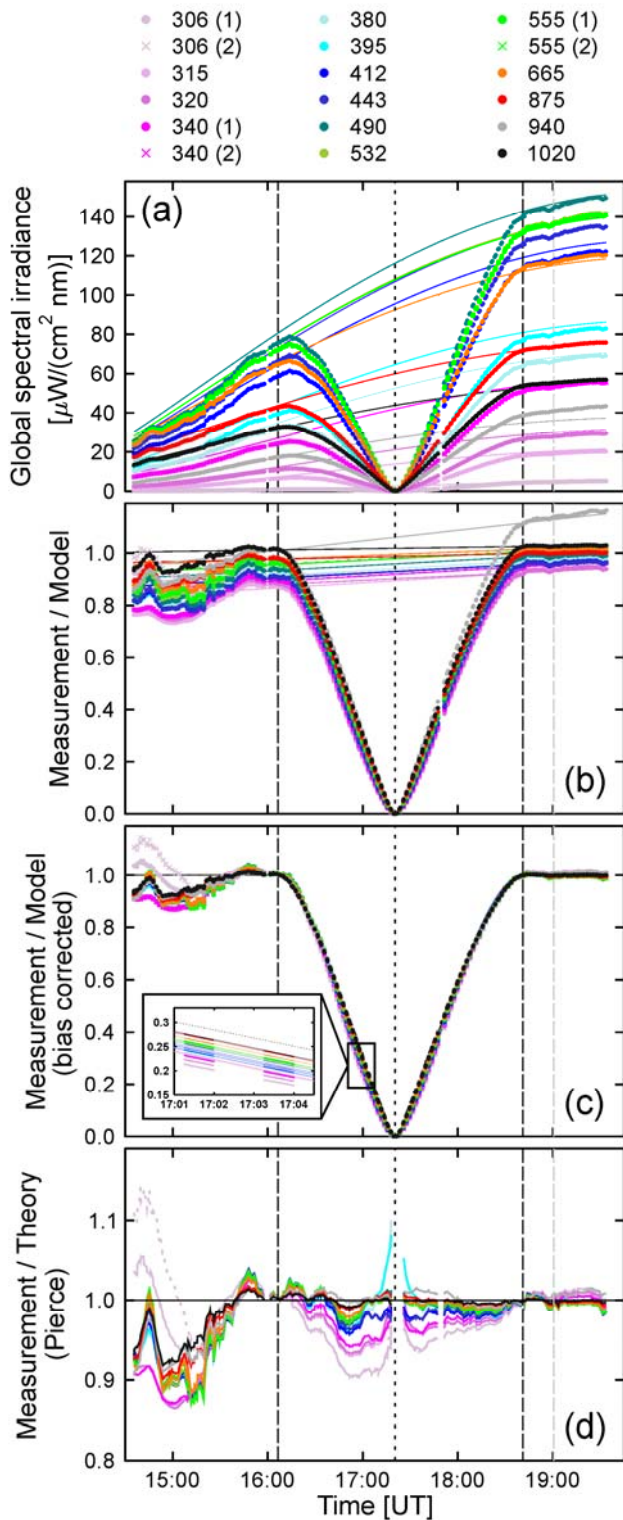 306 (1) 380 555 (1)
306 (2) 395 555 (2)
315 412 665
320 443 875
340 (1) 490 940
340 (2) 532 1020
(a)
Global spectral irradiance
[µW/(cm² nm)]
140
120
100
80
60
40
20
0
(b)
Measurement / Model
1.0
0.8
0.6
0.4
0.2
0.0
(c)
Measurement / Model
(bias corrected)
1.0
0.8
0.6
0.4
0.2
0.0
0.3
0.25
0.2
0.15
17:01 17:02 17:03 17:04
(d)
Measurement / Theory
(Pierce)
1.1
1.0
0.9
0.8
15:00 16:00 17:00 18:00 19:00
Time [UT]